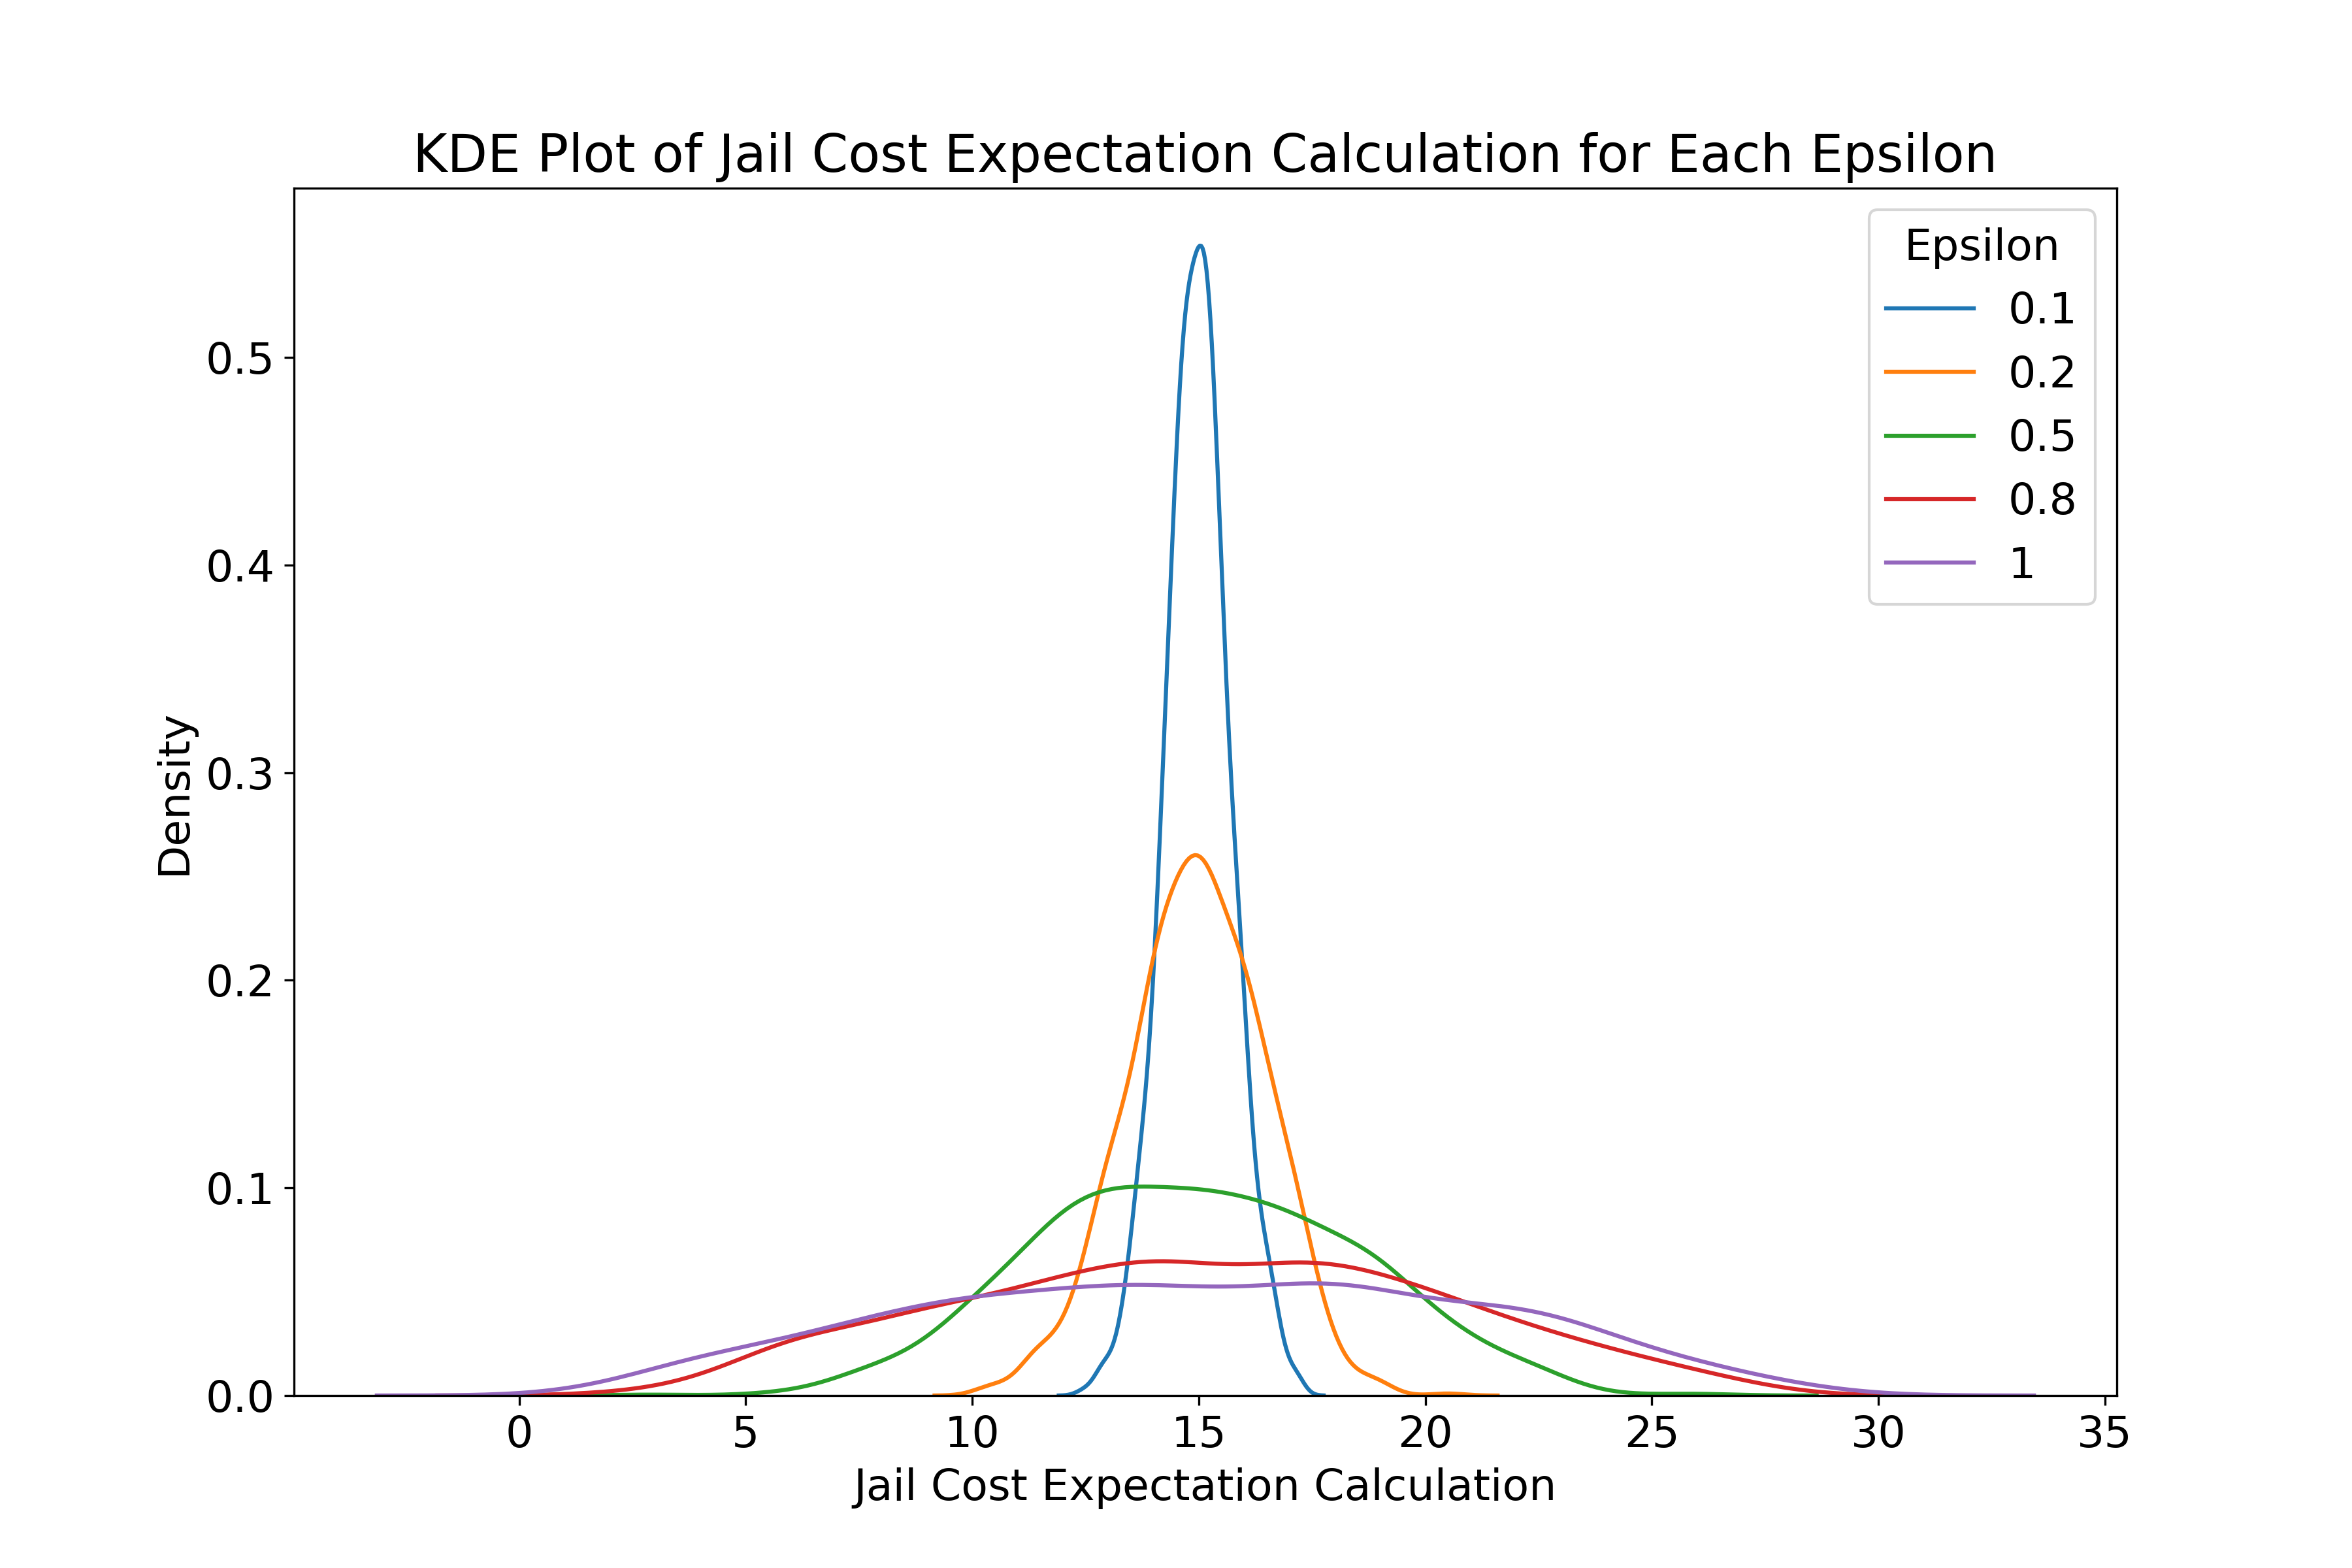 KDE Plot of Jail Cost Expectation Calculation for Each Epsilon
Epsilon
0.1
0.2
0.5
0.8
1
Density
0.5
0.4
0.3
0.2
0.1
0.0
0 5 10 15 20 25 30 35
Jail Cost Expectation Calculation